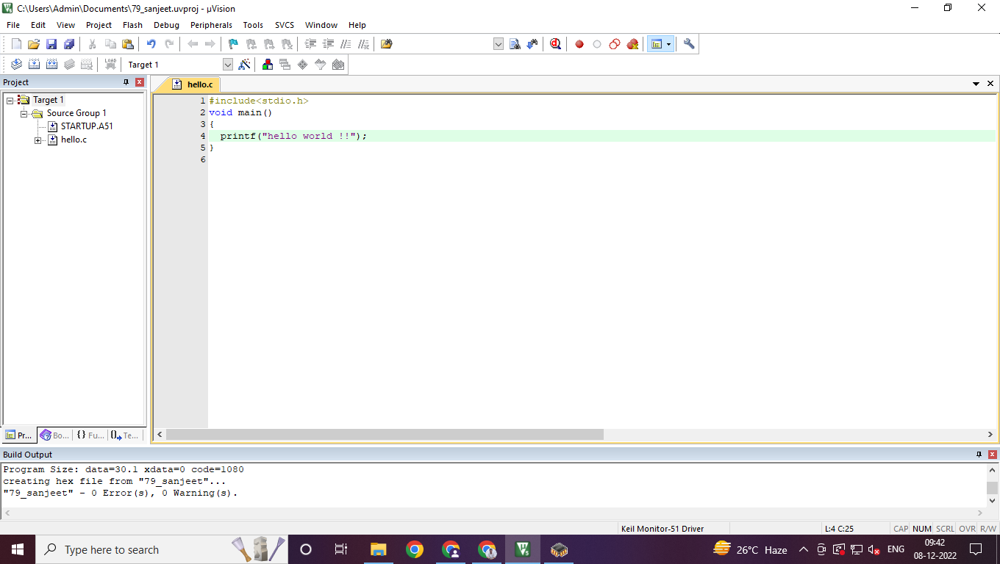 C:\Users\Admin\Documents\79_sanjeet.uvproj - µVision
File Edit View Project Flash Debug Peripherals Tools SVCS Window Help
LOAD Target 1
Project
Target 1
Source Group 1
STARTUP.A51
hello.c
Pr... Bo... {} Fu... Te...
hello.c
1 #include<stdio.h>
2 void main()
3 {
4 printf("hello world !!");
5 }
6
Build Output
Program Size: data=30.1 xdata=0 code=1080
creating hex file from "79_sanjeet"...
"79_sanjeet" - 0 Error(s), 0 Warning(s).
Keil Monitor-51 Driver L:4 C:25 CAP NUM SCRL OVR R/W
Type here to search 26°C Haze ENG 09:42
08-12-2022